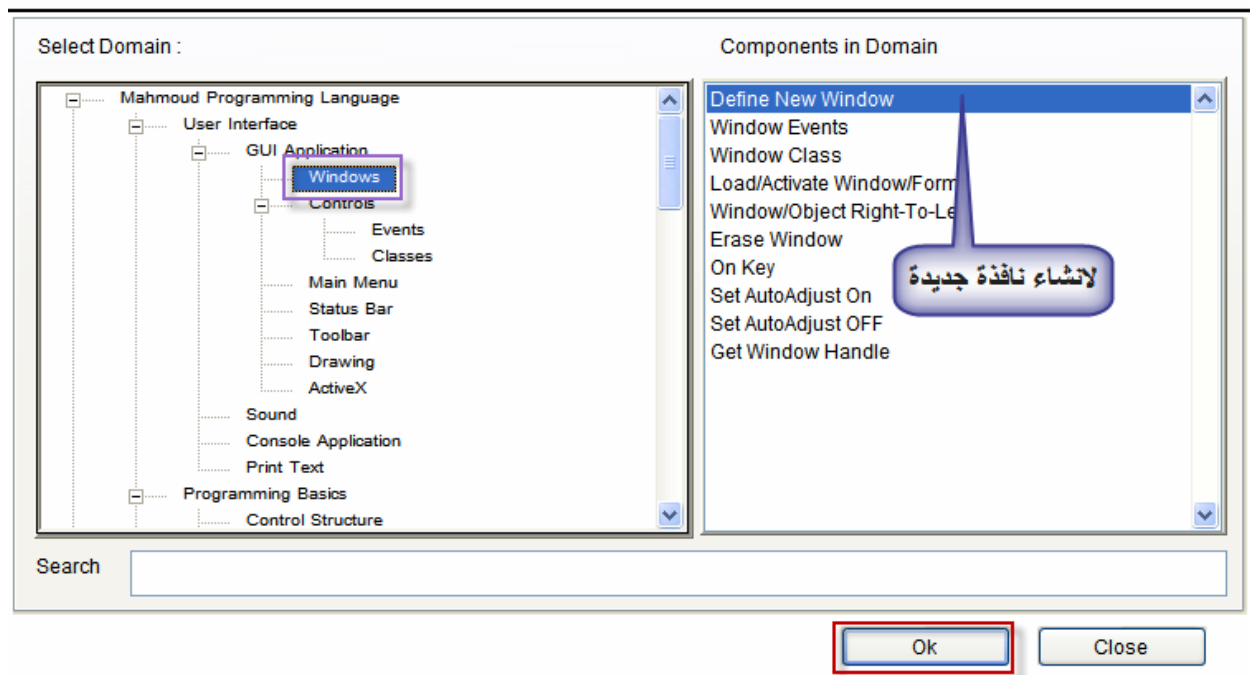 Select Domain :
Mahmoud Programming Language
User Interface
GUI Application
Windows
Controls
Events
Classes
Main Menu
Status Bar
Toolbar
Drawing
ActiveX
Sound
Console Application
Print Text
Programming Basics
Control Structure
Components in Domain
Define New Window
Window Events
Window Class
Load/Activate Window/Form
Window/Object Right-To-Le
Erase Window
On Key
Set AutoAdjust On
Set AutoAdjust OFF
Get Window Handle
لانشاء نافذة جديدة
Search
Ok
Close